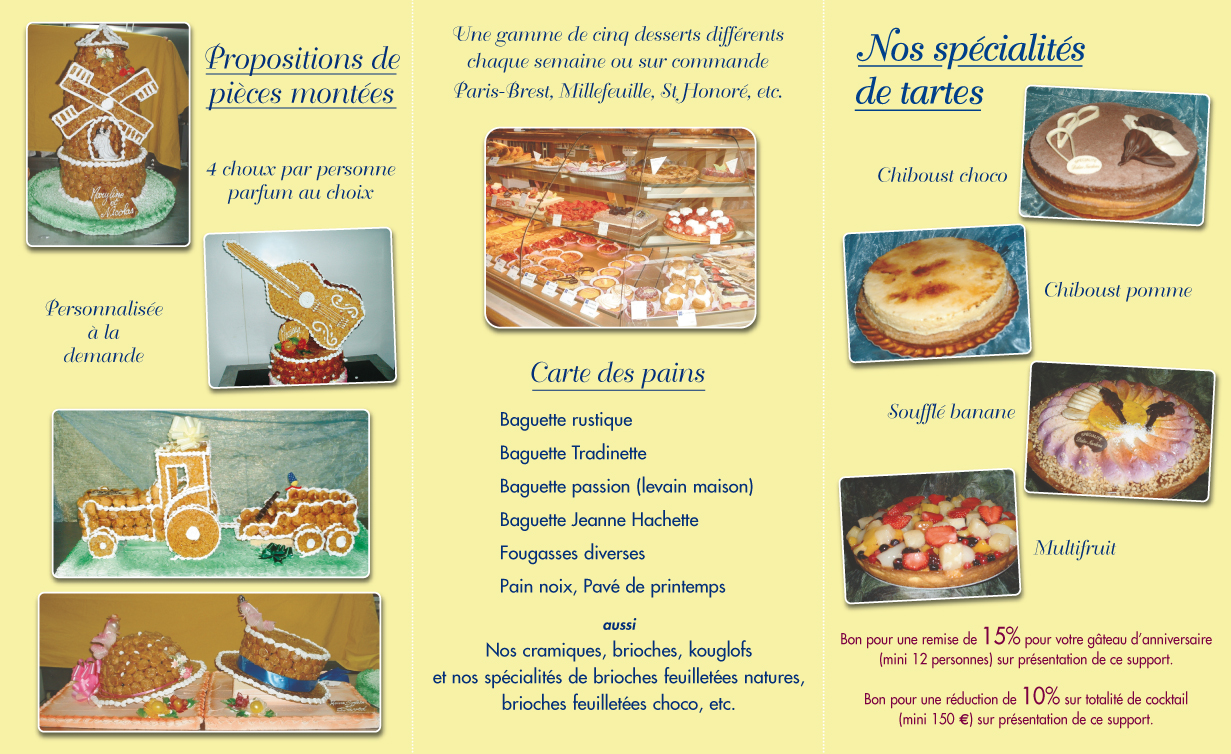 Propositions de
pièces montées
4 choux par personne
parfum au choix
Maryline
et
Nicolas
Personnalisée
à la
demande
Une gamme de cinq desserts différents
chaque semaine ou sur commande
Paris-Brest, Millefeuille, St Honoré, etc.
Carte des pains
Baguette rustique
Baguette Tradinette
Baguette passion (levain maison)
Baguette Jeanne Hachette
Fougasses diverses
Pain noix, Pavé de printemps
aussi
Nos cramiques, brioches, kouglofs
et nos spécialités de brioches feuilletées natures,
brioches feuilletées choco, etc.
Nos spécialités
de tartes
Chiboust choco
Chiboust pomme
Soufflé banane
Multifruit
Bon pour une remise de 15% pour votre gâteau d'anniversaire
(mini 12 personnes) sur présentation de ce support.
Bon pour une réduction de 10% sur totalité de cocktail
(mini 150 €) sur présentation de ce support.